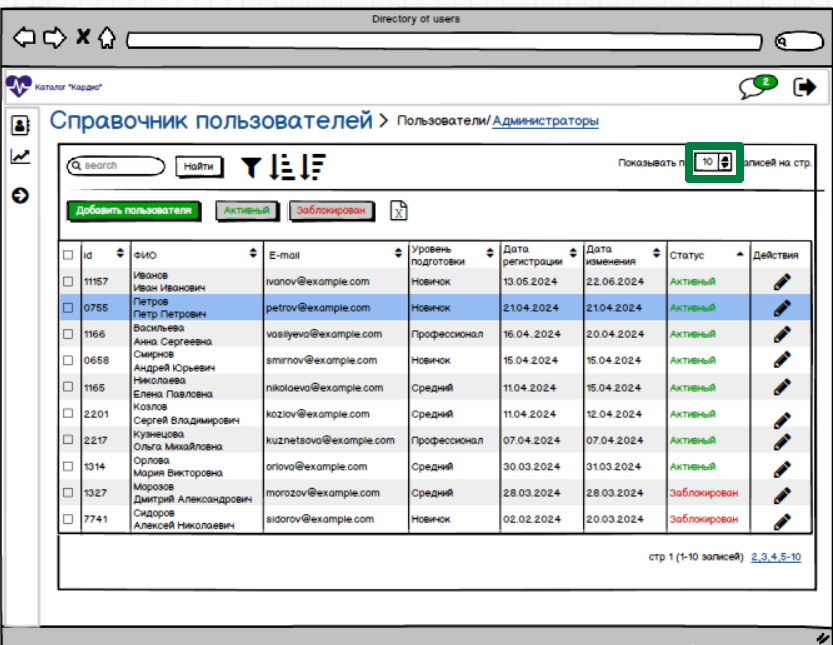 Directory of users
Каталог "Кардио"
2
Справочник пользователей > Пользователи/Администраторы
search
Найти
Показывать п 10 аписей на стр.
Добавить пользователя
Активный
Заблокирован
X
id ФИО E-mail Уровень подготовки Дата регистрации Дата изменения Статус Действия
11157 Иванов Иван Иванович ivanov@example.com Новичок 13.05.2024 22.06.2024 Активный
0755 Петров Петр Петрович petrov@example.com Новичок 21.04.2024 21.04.2024 Активный
1166 Васильева Анна Сергеевна vasilyeva@example.com Профессионал 16.04..2024 20.04.2024 Активный
0658 Смирнов Андрей Юрьевич smirnov@example.com Новичок 15.04.2024 15.04.2024 Активный
1165 Николаева Елена Павловна nikolaeva@example.com Средний 11.04.2024 15.04.2024 Активный
2201 Козлов Сергей Владимирович kozlov@example.com Средний 11.04.2024 12.04.2024 Активный
2217 Кузнецова Ольга Михайловна kuznetsova@example.com Профессионал 07.04.2024 07.04.2024 Активный
1314 Орлова Мария Викторовна orlova@example.com Средний 30.03.2024 31.03.2024 Активный
1327 Морозов Дмитрий Александрович morozov@example.com Средний 28.03.2024 28.03.2024 Заблокирован
7741 Сидоров Алексей Николаевич sidorov@example.com Новичок 02.02.2024 20.03.2024 Заблокирован
стр 1 (1-10 записей) 2,3,4,5-10